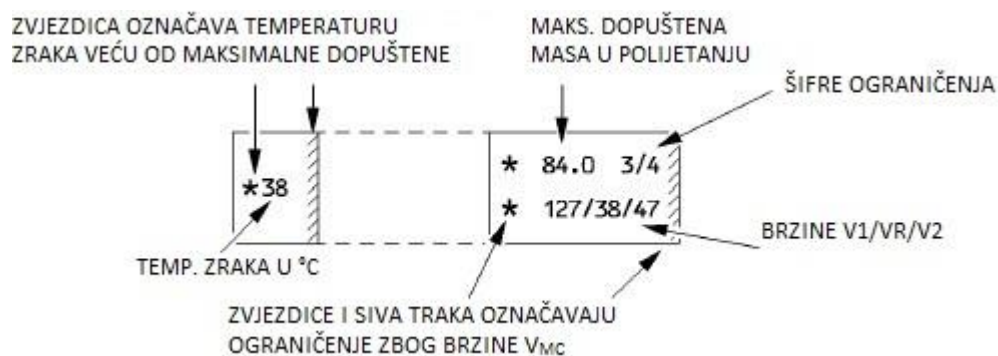 ZVJEZDICA OZNAČAVA TEMPERATURU
ZRAKA VEĆU OD MAKSIMALNE DOPUŠTENE
MAKS. DOPUŠTENA
MASA U POLIJETANJU
ŠIFRE OGRANIČENJA
* 84.0 3/4
*38
* 127/38/47
BRZINE V1/VR/V2
TEMP. ZRAKA U °C
ZVJEZDICE I SIVA TRAKA OZNAČAVAJU
OGRANIČENJE ZBOG BRZINE VMC